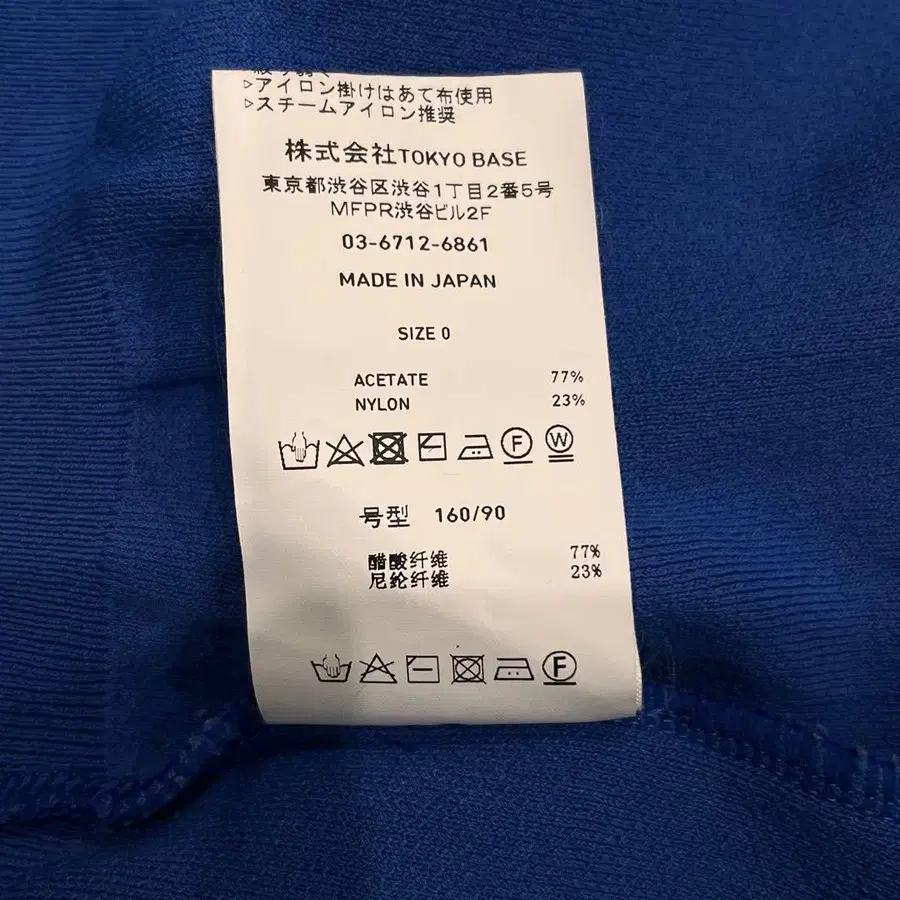 ▷アイロン掛けはあて布使用
▷スチームアイロン推奨
株式会社TOKYO BASE
東京都渋谷区渋谷1丁目2番5号
MFPR渋谷ビル2F
03-6712-6861
MADE IN JAPAN
SIZE 0
ACETATE 77%
NYLON 23%
F W
号型 160/90
醋酸纤维 77%
尼纶纤维 23%
F